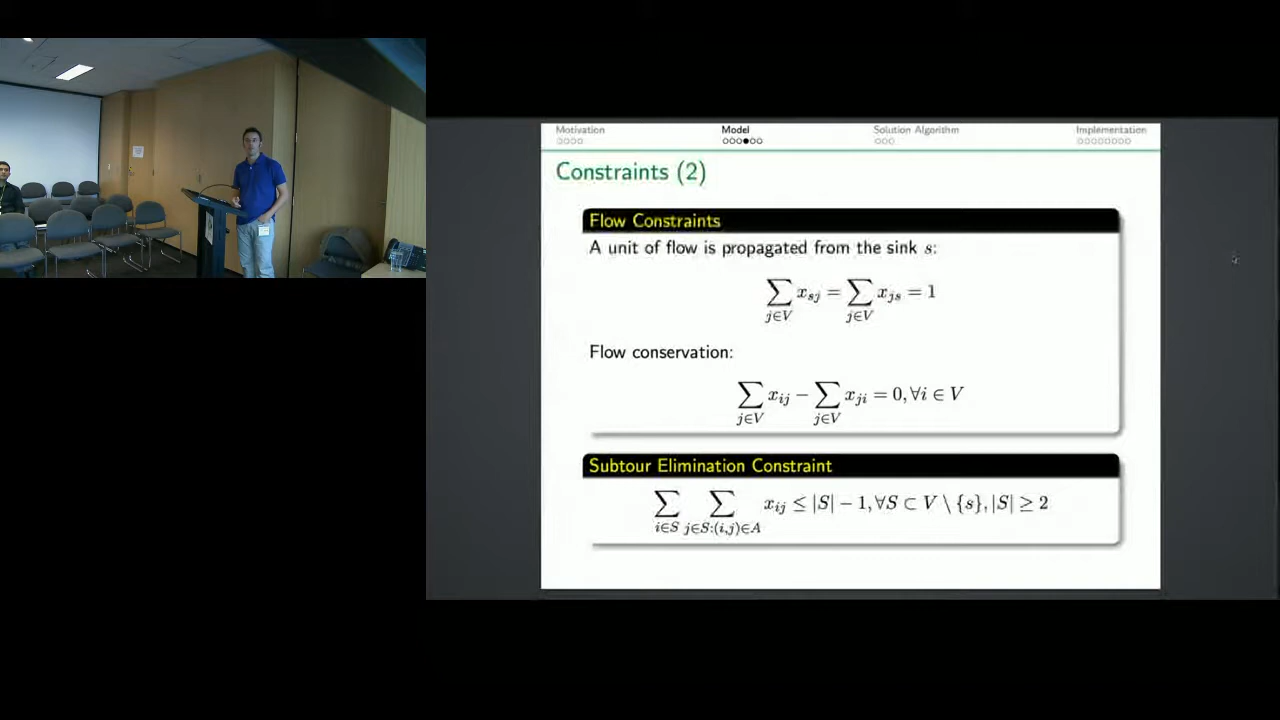 Motivation Model Solution Algorithm Implementation
Constraints (2)
Flow Constraints
A unit of flow is propagated from the sink s:
∑_{j∈V} x_{sj} = ∑_{j∈V} x_{js} = 1
Flow conservation:
∑_{j∈V} x_{ij} − ∑_{j∈V} x_{ji} = 0, ∀i ∈ V
Subtour Elimination Constraint
∑_{i∈S} ∑_{j∈S:(i,j)∈A} x_{ij} ≤ |S| − 1, ∀S ⊂ V \ {s}, |S| ≥ 2